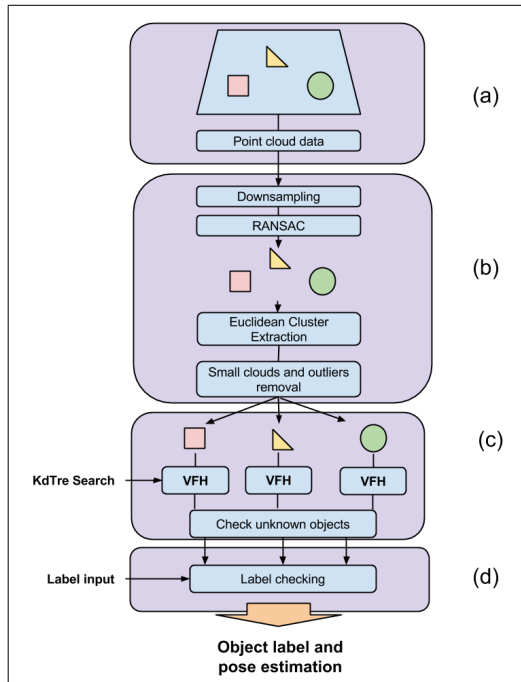 (a)
Point cloud data
Downsampling
RANSAC
(b)
Euclidean Cluster
Extraction
Small clouds and outliers
removal
(c)
KdTre Search
VFH
VFH
VFH
Check unknown objects
Label input
Label checking
(d)
Object label and
pose estimation